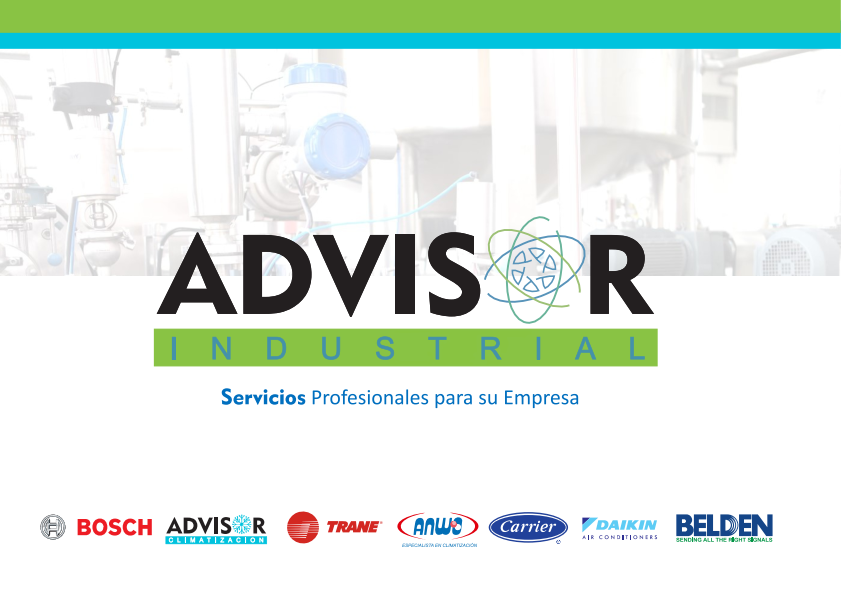 ADVISOR
INDUSTRIAL
Servicios Profesionales para su Empresa
BOSCH
ADVISOR
CLIMATIZACION
TRANE
ANWO
ESPECIALISTA EN CLIMATIZACIÓN
Carrier
DAIKIN
AIR CONDITIONERS
BELDEN
SENDING ALL THE RIGHT SIGNALS